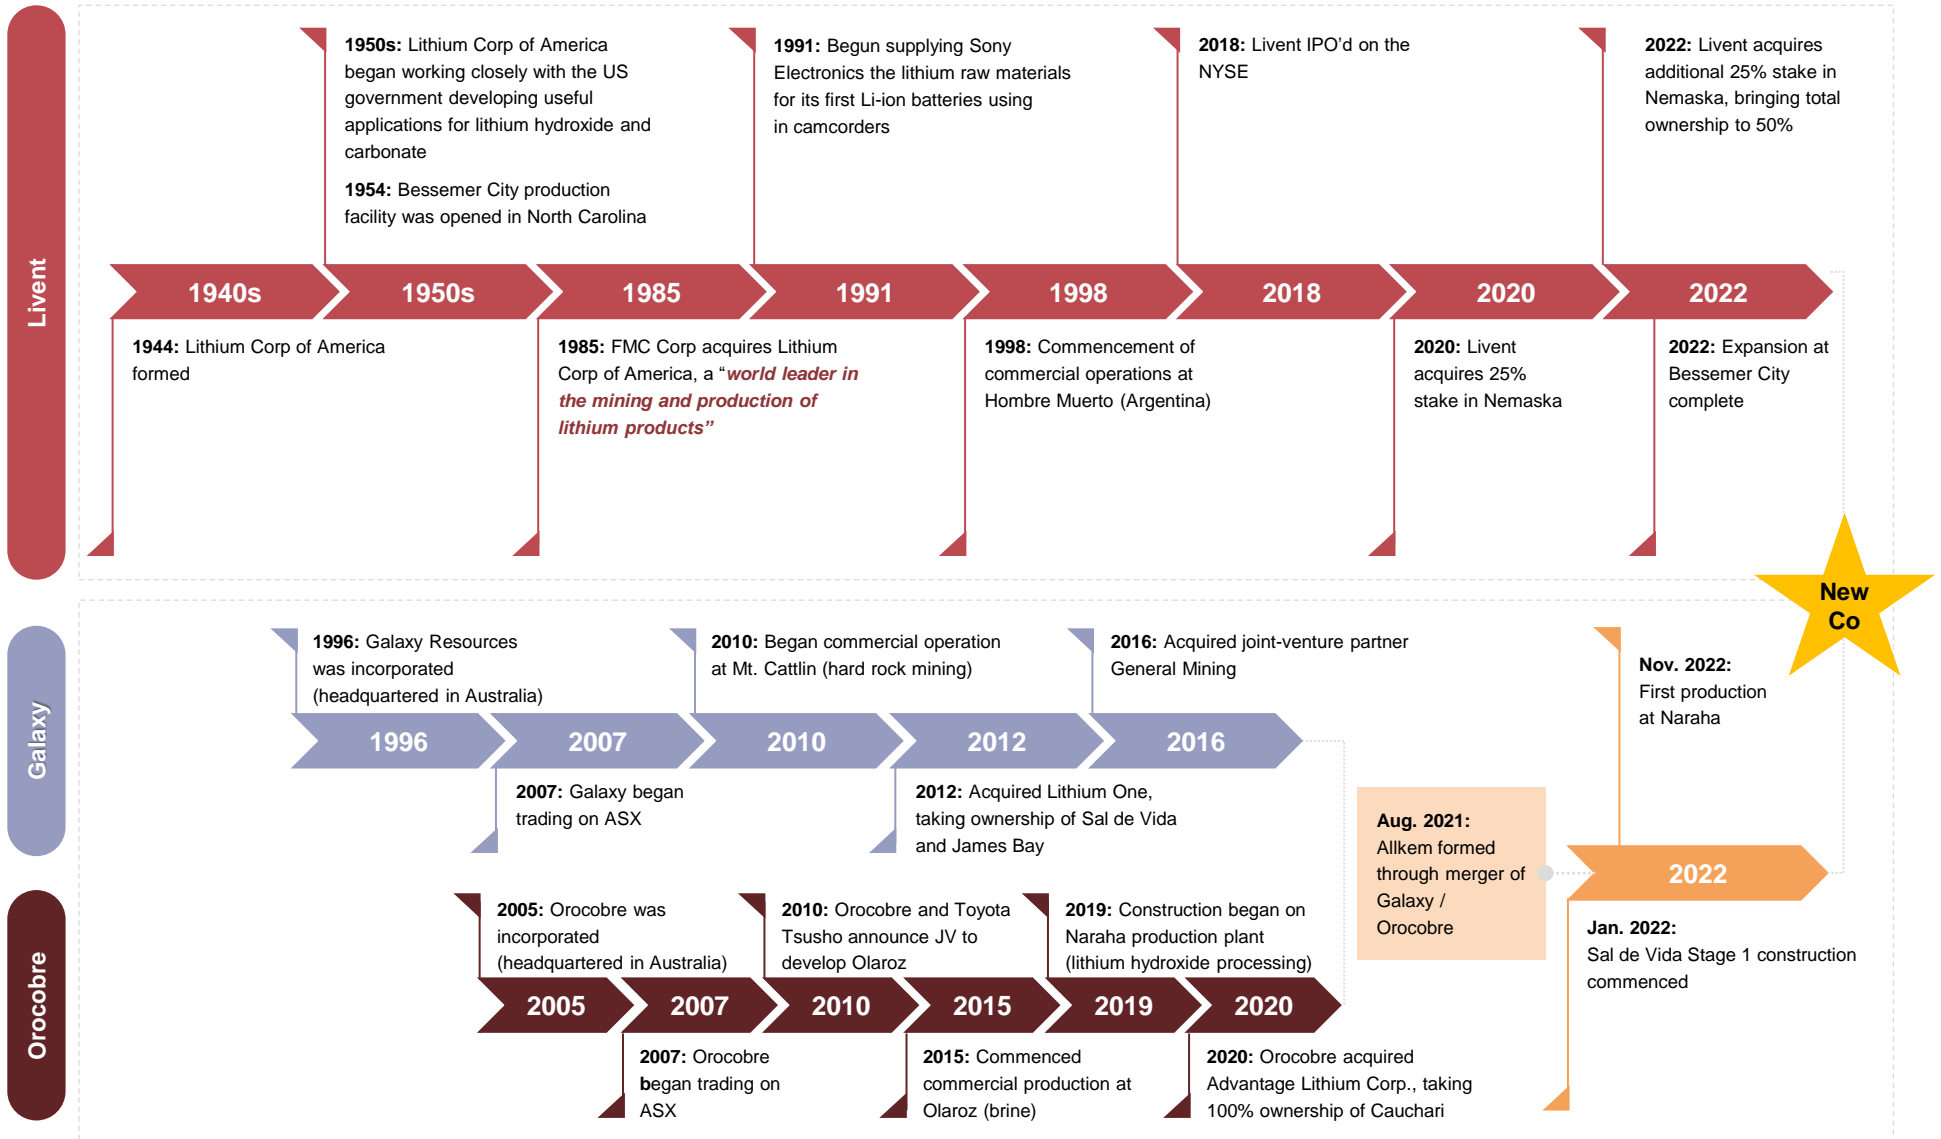 Livent
1950s: Lithium Corp of America
began working closely with the US
government developing useful
applications for lithium hydroxide and
carbonate
1954: Bessemer City production
facility was opened in North Carolina
1991: Begun supplying Sony
Electronics the lithium raw materials
for its first Li-ion batteries using
in camcorders
2018: Livent IPO'd on the
NYSE
2022: Livent acquires
additional 25% stake in
Nemaska, bringing total
ownership to 50%
1940s
1950s
1985
1991
1998
2018
2020
2022
1944: Lithium Corp of America
formed
1985: FMC Corp acquires Lithium
Corp of America, a “world leader in
the mining and production of
lithium products”
1998: Commencement of
commercial operations at
Hombre Muerto (Argentina)
2020: Livent
acquires 25%
stake in Nemaska
2022: Expansion at
Bessemer City
complete
New
Co
Galaxy
1996: Galaxy Resources
was incorporated
(headquartered in Australia)
2010: Began commercial operation
at Mt. Cattlin (hard rock mining)
2016: Acquired joint-venture partner
General Mining
1996
2007
2010
2012
2016
2007: Galaxy began
trading on ASX
2012: Acquired Lithium One,
taking ownership of Sal de Vida
and James Bay
Nov. 2022:
First production
at Naraha
Aug. 2021:
Allkem formed
through merger of
Galaxy /
Orocobre
2022
Jan. 2022:
Sal de Vida Stage 1 construction
commenced
Orocobre
2005: Orocobre was
incorporated
(headquartered in Australia)
2010: Orocobre and Toyota
Tsusho announce JV to
develop Olaroz
2019: Construction began on
Naraha production plant
(lithium hydroxide processing)
2005
2007
2010
2015
2019
2020
2007: Orocobre
began trading on
ASX
2015: Commenced
commercial production at
Olaroz (brine)
2020: Orocobre acquired
Advantage Lithium Corp., taking
100% ownership of Cauchari